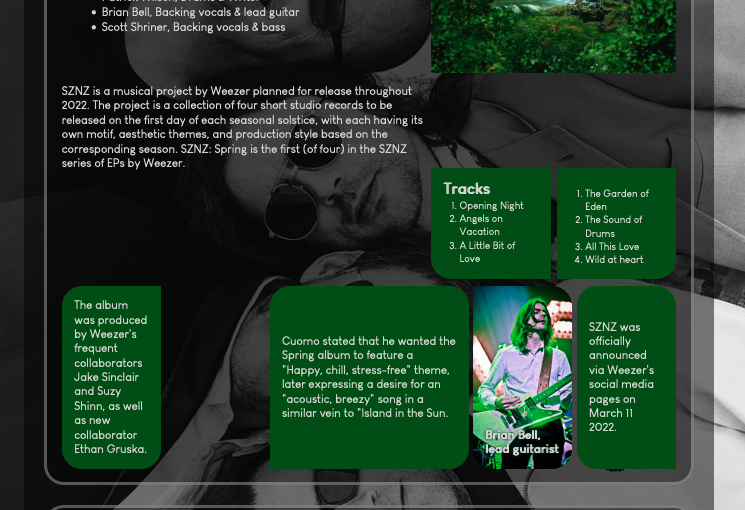 Brian Bell, Backing vocals & lead guitar
Scott Shriner, Backing vocals & bass
SZNZ is a musical project by Weezer planned for release throughout
2022. The project is a collection of four short studio records to be
released on the first day of each seasonal solstice, with each having its
own motif, aesthetic themes, and production style based on the
corresponding season. SZNZ: Spring is the first (of four) in the SZNZ
series of EPs by Weezer.
Tracks
1. Opening Night
2. Angels on
Vacation
3. A Little Bit of
Love
1. The Garden of
Eden
2. The Sound of
Drums
3. All This Love
4. Wild at heart
The album
was produced
by Weezer's
frequent
collaborators
Jake Sinclair
and Suzy
Shinn, as well
as new
collaborator
Ethan Gruska.
Cuomo stated that he wanted the
Spring album to feature a
"Happy, chill, stress-free" theme,
later expressing a desire for an
"acoustic, breezy" song in a
similar vein to "Island in the Sun.
Brian Bell,
lead guitarist
SZNZ was
officially
announced
via Weezer's
social media
pages on
March 11
2022.